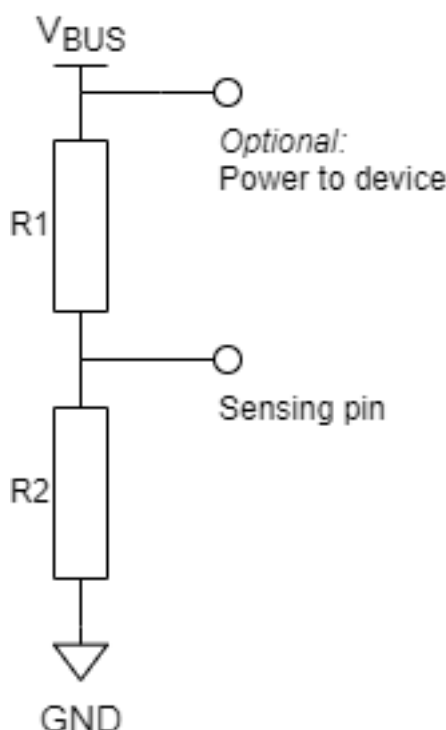 VBUS
Optional:
Power to device
R1
Sensing pin
R2
GND